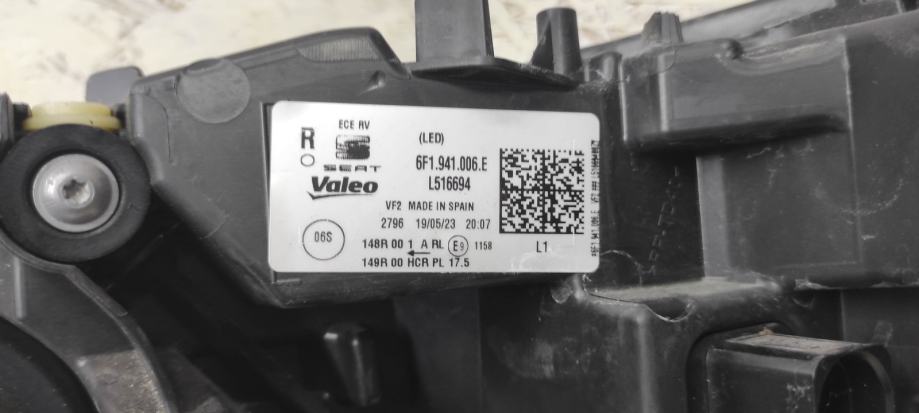 ECE RV
R
(LED)
SEAT
6F1.941.006.E
Valeo
L516694
VF2 MADE IN SPAIN
2796 19/05/23 20:07
06S
148R 00 1 A RL E9 1158
L1
149R 00 HCR PL 17.5